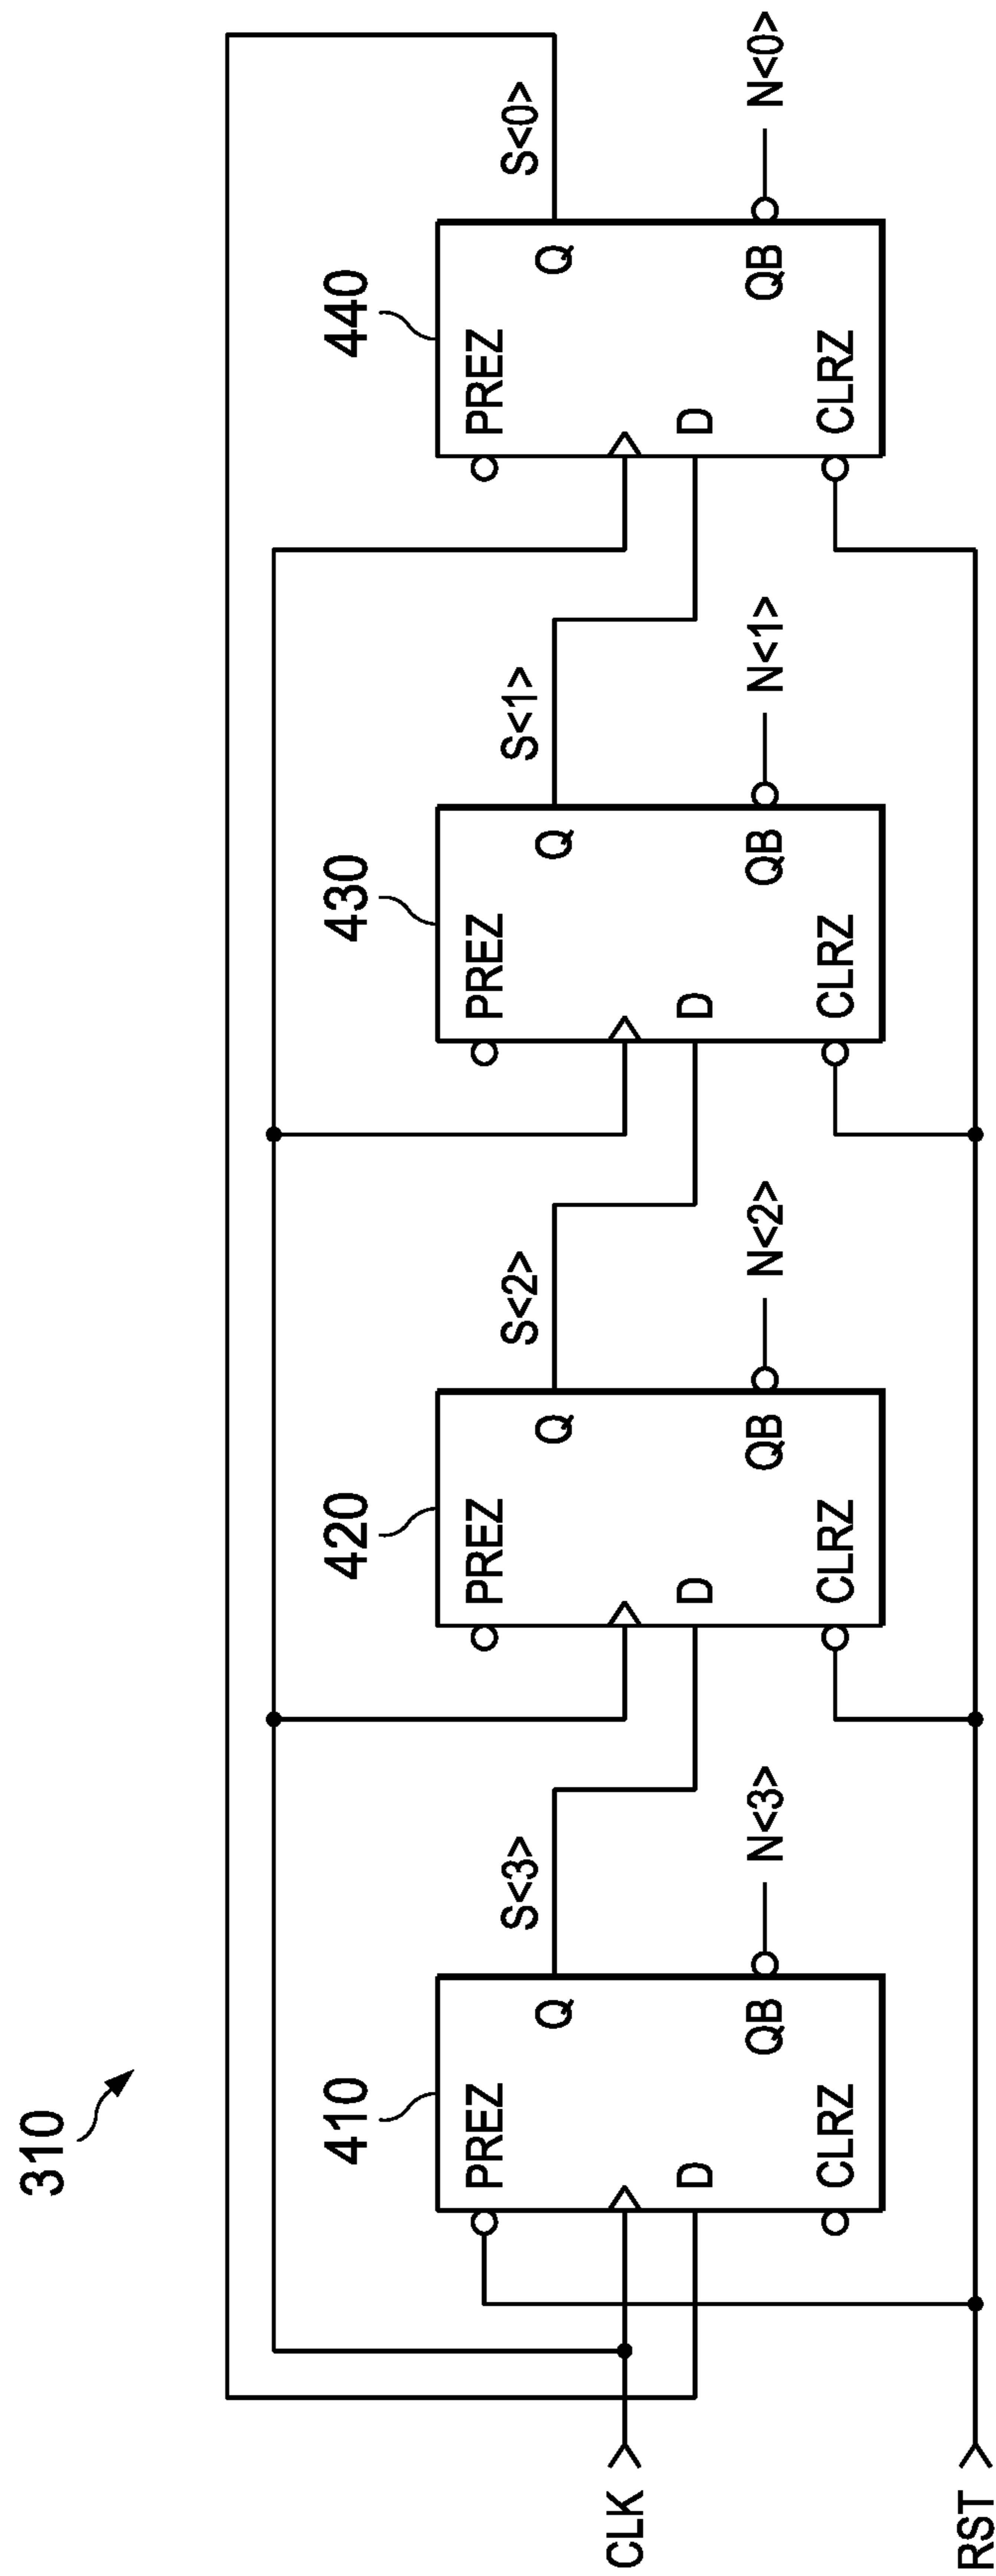 310
410
PREZ
Q
D
QB
CLRZ
S<3>
N<3>
420
PREZ
Q
D
QB
CLRZ
S<2>
N<2>
430
PREZ
Q
D
QB
CLRZ
S<1>
N<1>
440
PREZ
Q
D
QB
CLRZ
S<0>
N<0>
CLK
RST